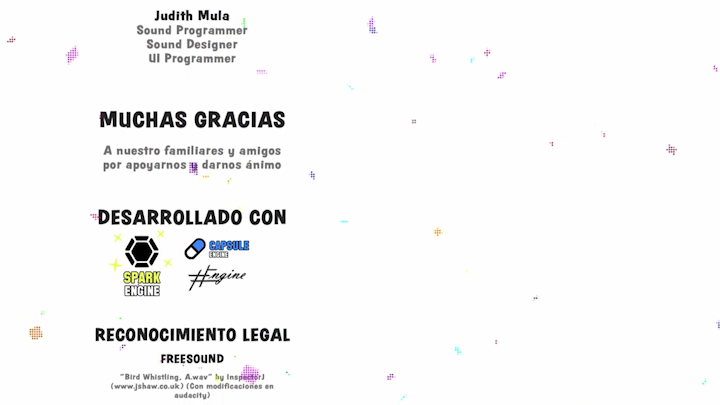 Judith Mula
Sound Programmer
Sound Designer
UI Programmer
MUCHAS GRACIAS
A nuestro familiares y amigos
por apoyarnos y darnos ánimo
DESARROLLADO CON
SPARK
ENGINE
CAPSULE
ENGINE
#Engine
RECONOCIMIENTO LEGAL
FREESOUND
"Bird Whistling, A.wav" by InspectorJ
(www.jshaw.co.uk) (Con modificaciones en
audacity)